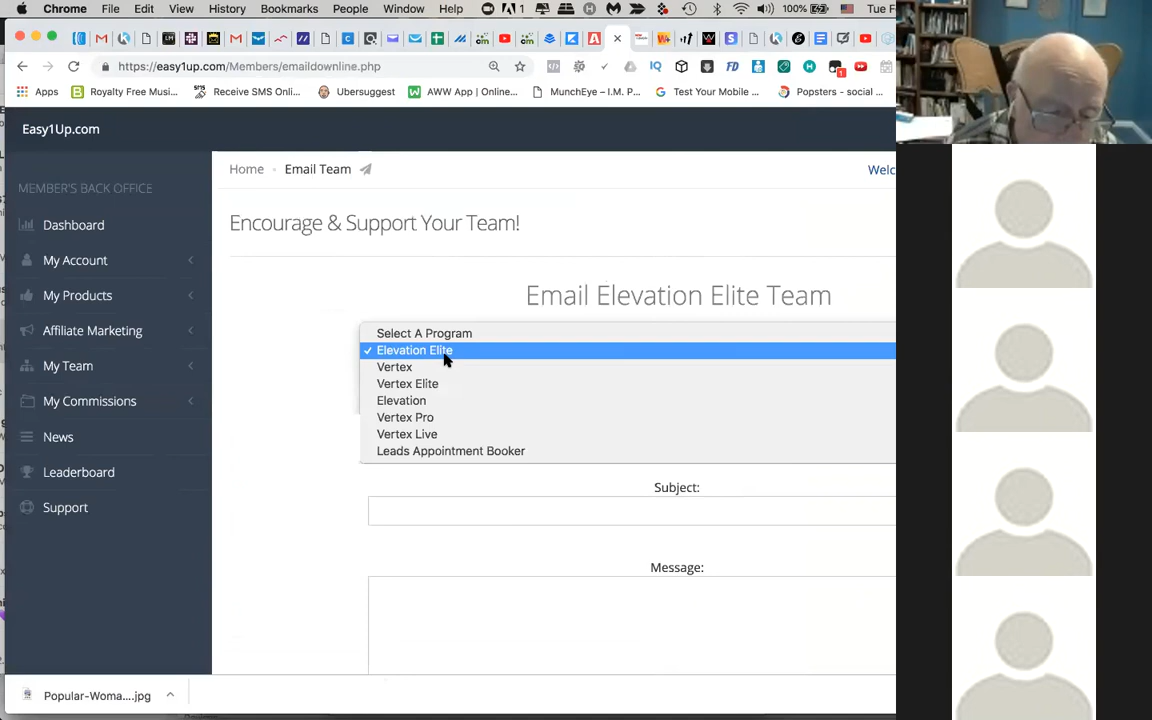 Chrome File Edit View History Bookmarks People Window Help 1 100% Tue F
https://easy1up.com/Members/emaildownline.php
IQ FD 1
Apps Royalty Free Musi... Receive SMS Onli... Ubersuggest AWW App | Online... MunchEye – I.M. P... Test Your Mobile ... Popsters - social ...
Easy1Up.com
Home Email Team Welc
MEMBER'S BACK OFFICE
Dashboard
My Account
My Products
Affiliate Marketing
My Team
My Commissions
News
Leaderboard
Support
Encourage & Support Your Team!
Email Elevation Elite Team
Select A Program
Elevation Elite
Vertex
Vertex Elite
Elevation
Vertex Pro
Vertex Live
Leads Appointment Booker
Subject:
Message:
Popular-Woma....jpg